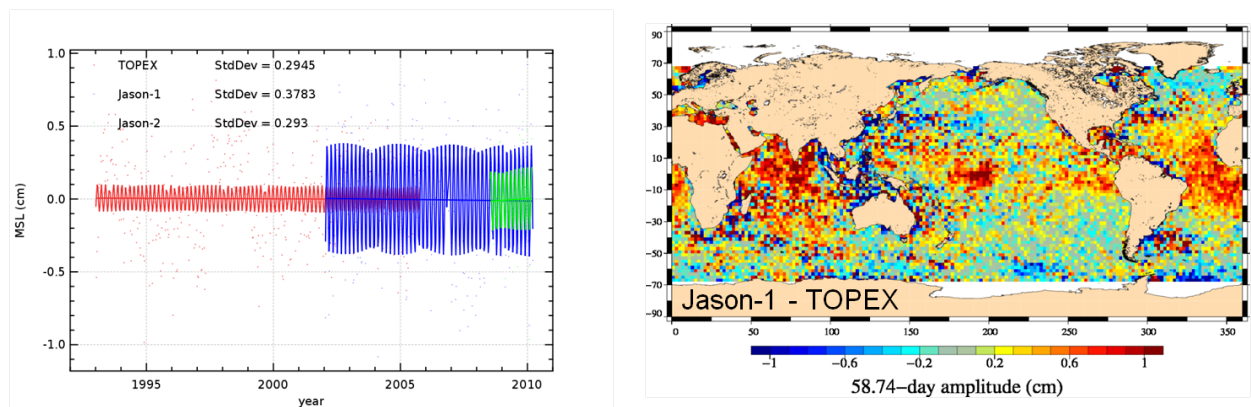 TOPEX StdDev = 0.2945
Jason-1 StdDev = 0.3783
Jason-2 StdDev = 0.293
1.0
0.5
0.0
-0.5
-1.0
MSL (cm)
1995 2000 2005 2010
year
90
70
50
30
10
-10
-30
-50
-70
-90
Jason-1 - TOPEX
0 50 100 150 200 250 300 350
-1 -0.6 -0.2 0.2 0.6 1
58.74-day amplitude (cm)